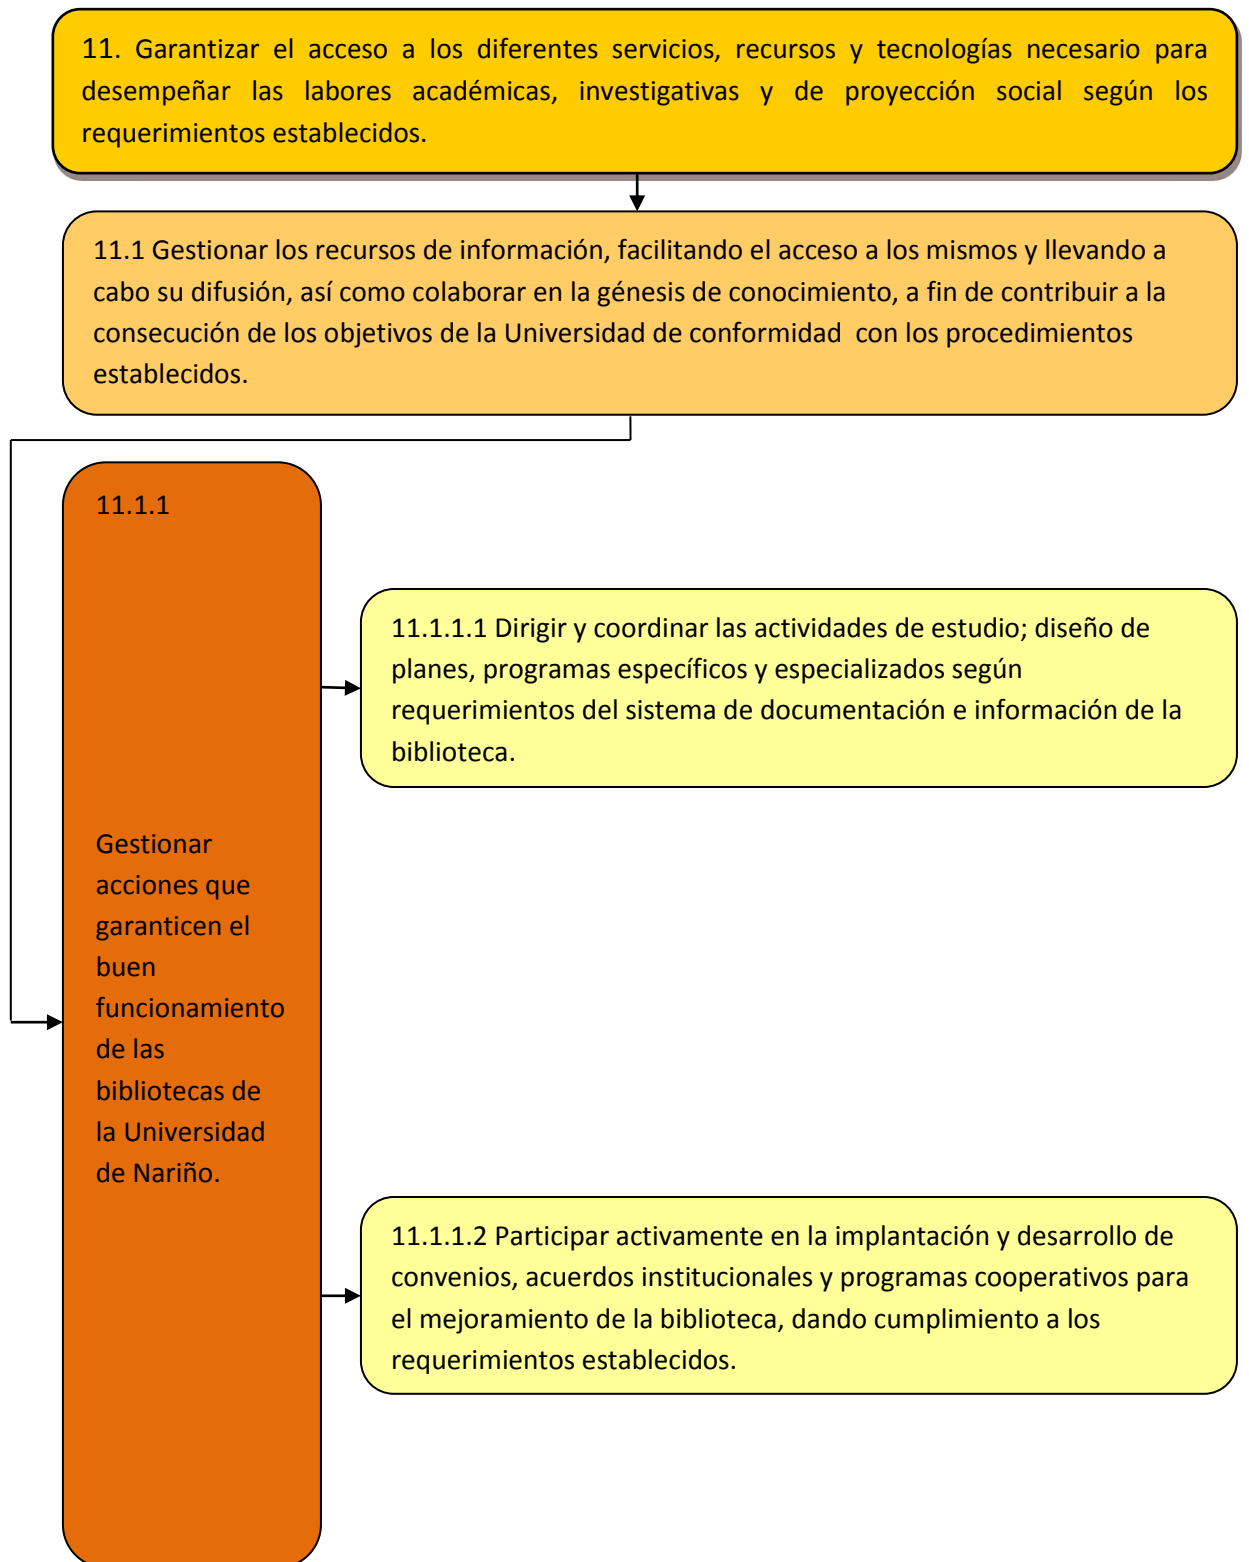 11. Garantizar el acceso a los diferentes servicios, recursos y tecnologías necesario para
desempeñar las labores académicas, investigativas y de proyección social según los
requerimientos establecidos.
11.1 Gestionar los recursos de información, facilitando el acceso a los mismos y llevando a
cabo su difusión, así como colaborar en la génesis de conocimiento, a fin de contribuir a la
consecución de los objetivos de la Universidad de conformidad con los procedimientos
establecidos.
11.1.1
Gestionar
acciones que
garanticen el
buen
funcionamiento
de las
bibliotecas de
la Universidad
de Nariño.
11.1.1.1 Dirigir y coordinar las actividades de estudio; diseño de
planes, programas específicos y especializados según
requerimientos del sistema de documentación e información de la
biblioteca.
11.1.1.2 Participar activamente en la implantación y desarrollo de
convenios, acuerdos institucionales y programas cooperativos para
el mejoramiento de la biblioteca, dando cumplimiento a los
requerimientos establecidos.